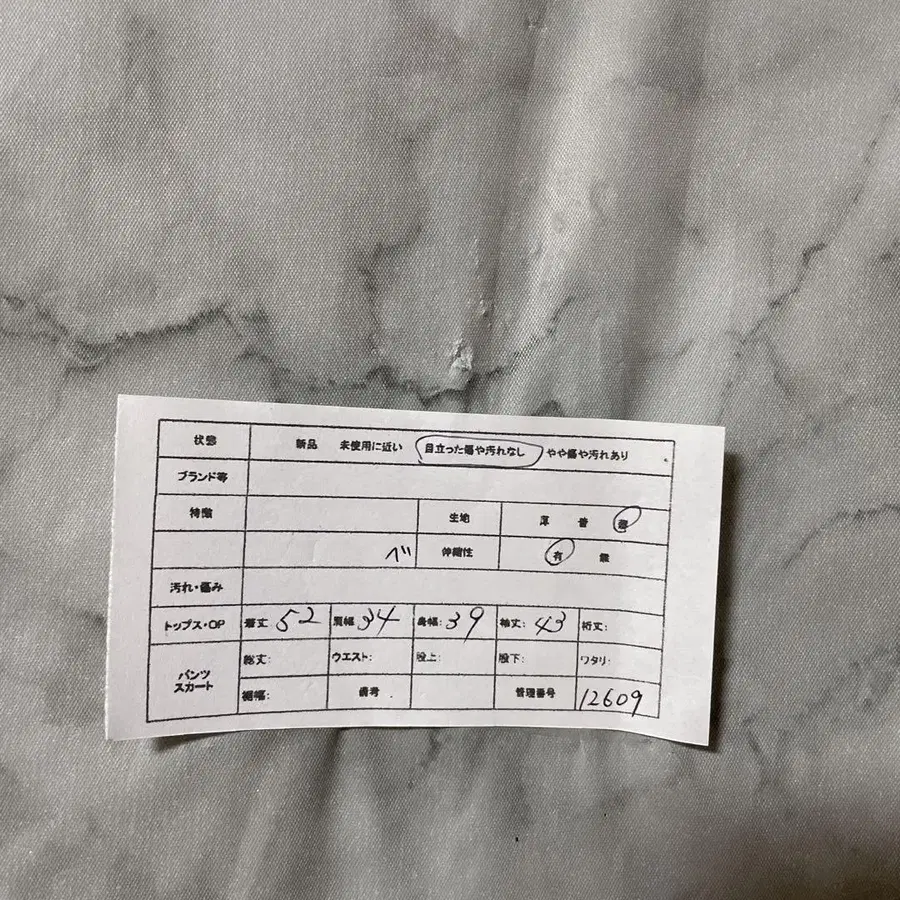 状態 新品 未使用に近い 目立った傷や汚れなし やや傷や汚れあり
ブランド等
特徴 生地 薄 普 厚
ベ 伸縮性 有 無
汚れ・傷み
トップス・OP 着丈: 52 肩幅: 34 身幅: 39 袖丈: 43 裄丈:
パンツ スカート 総丈: ウエスト: 股上: 股下: ワタリ:
裾幅: 備考 管理番号 12609